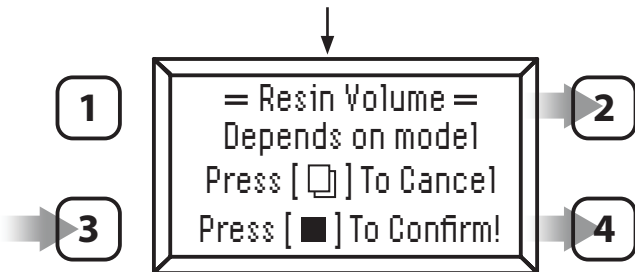 1
= Resin Volume =
2
Depends on model
Press [ ] To Cancel
3
Press [ ■ ] To Confirm!
4